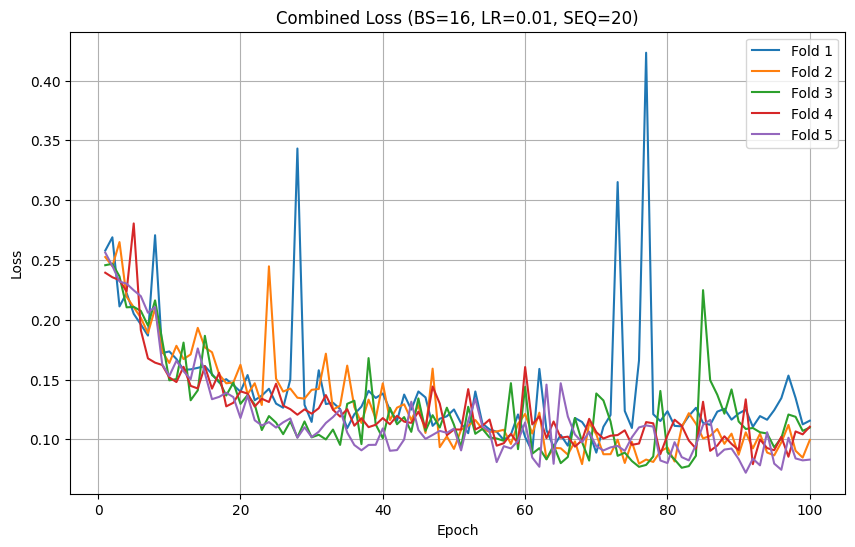 Combined Loss (BS=16, LR=0.01, SEQ=20)
Fold 1
Fold 2
Fold 3
Fold 4
Fold 5
0.40
0.35
0.30
0.25
0.20
0.15
0.10
Loss
0 20 40 60 80 100
Epoch